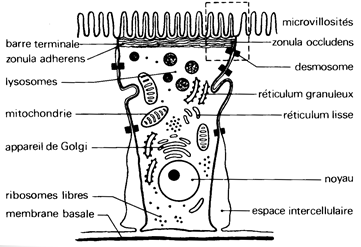 microvillosités
barre terminale
zonula occludens
zonula adherens
desmosome
lysosomes
réticulum granuleux
mitochondrie
réticulum lisse
appareil de Golgi
noyau
ribosomes libres
membrane basale
espace intercellulaire